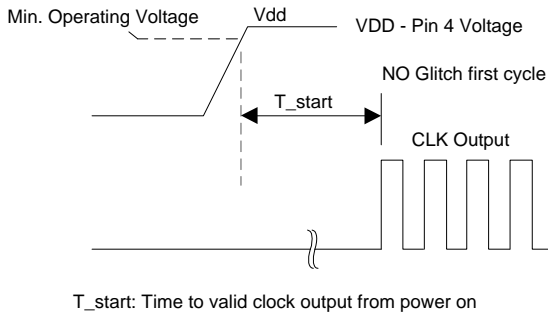 Min. Operating Voltage
Vdd
VDD - Pin 4 Voltage
NO Glitch first cycle
T_start
CLK Output
T_start: Time to valid clock output from power on